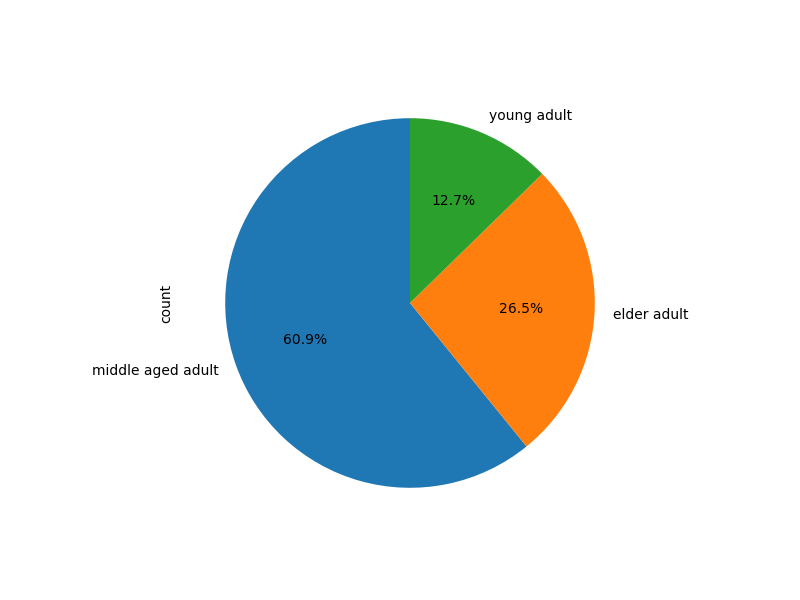 young adult
12.7%
26.5%
elder adult
count
60.9%
middle aged adult